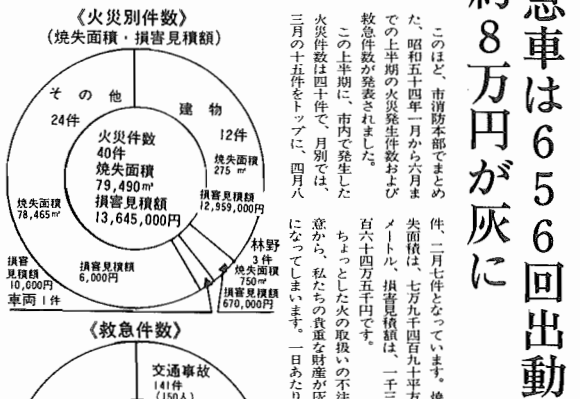 急車は656回出動
約8万円が灰に
このほど、市消防本部でまとめ
た、昭和五十四年一月から六月ま
での上半期の火災発生件数および
救急件数が発表されました。
この上半期に、市内で発生した
火災件数は四十件で、月別では、
三月の十五件をトップに、四月八
件、二月七件となっています。焼
失面積は、七万九千四百九十平方
メートル、損害見積額は、一千三
百六十四万五千円です。
ちょっとした火の取扱いの不注
意から、私たちの貴重な財産が灰
になってしまいます。一日あたり
《火災別件数》
(焼失面積・損害見積額)
建物
12件
焼失面積
275㎡
損害見積額
12,959,000円
林野
3件
焼失面積
750㎡
損害見積額
670,000円
車両1件
損害
見積額
10,000円
その他
24件
焼失面積
78,465㎡
損害見積額
6,000円
火災件数
40件
焼失面積
79,490㎡
損害見積額
13,645,000円
《救急件数》
交通事故
141件
(150人)